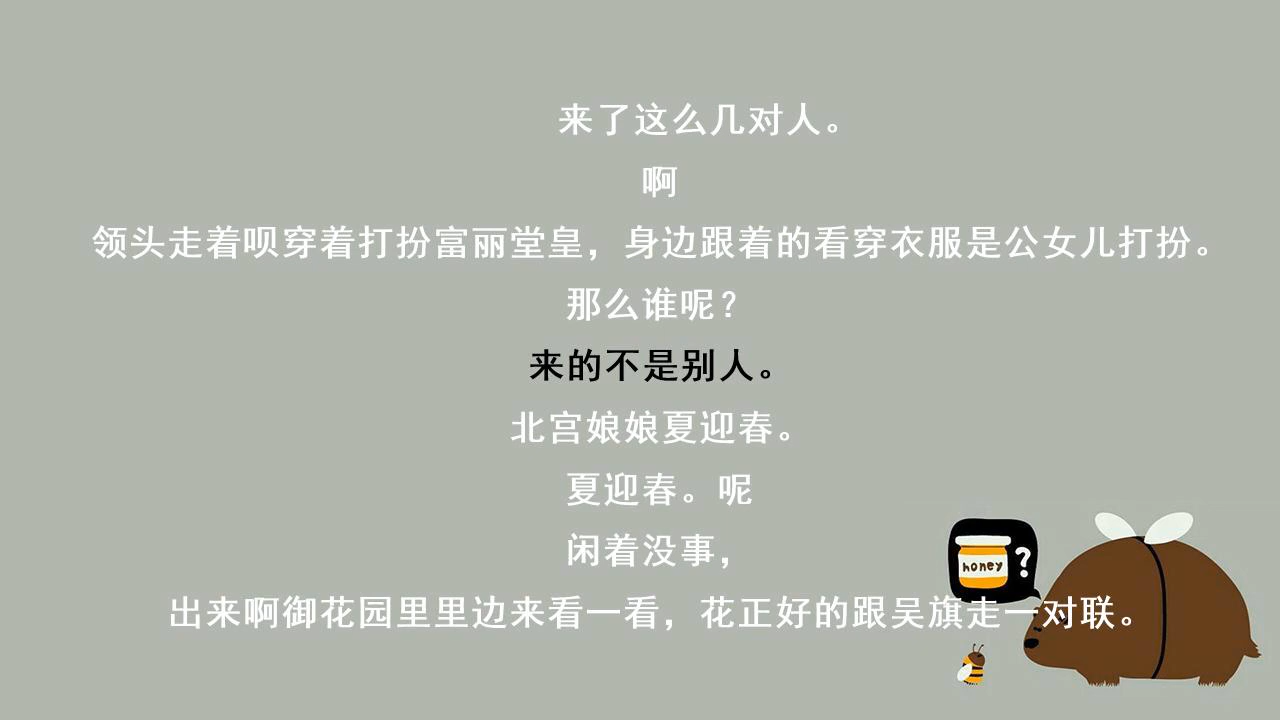 来了这么几对人。
啊
领头走着呗穿着打扮富丽堂皇，身边跟着的看穿衣服是公女儿打扮。
那么谁呢？
来的不是别人。
北宫娘娘夏迎春。
夏迎春。呢
闲着没事，
honey ?
出来啊御花园里里边来看一看，花正好的跟吴旗走一对联。